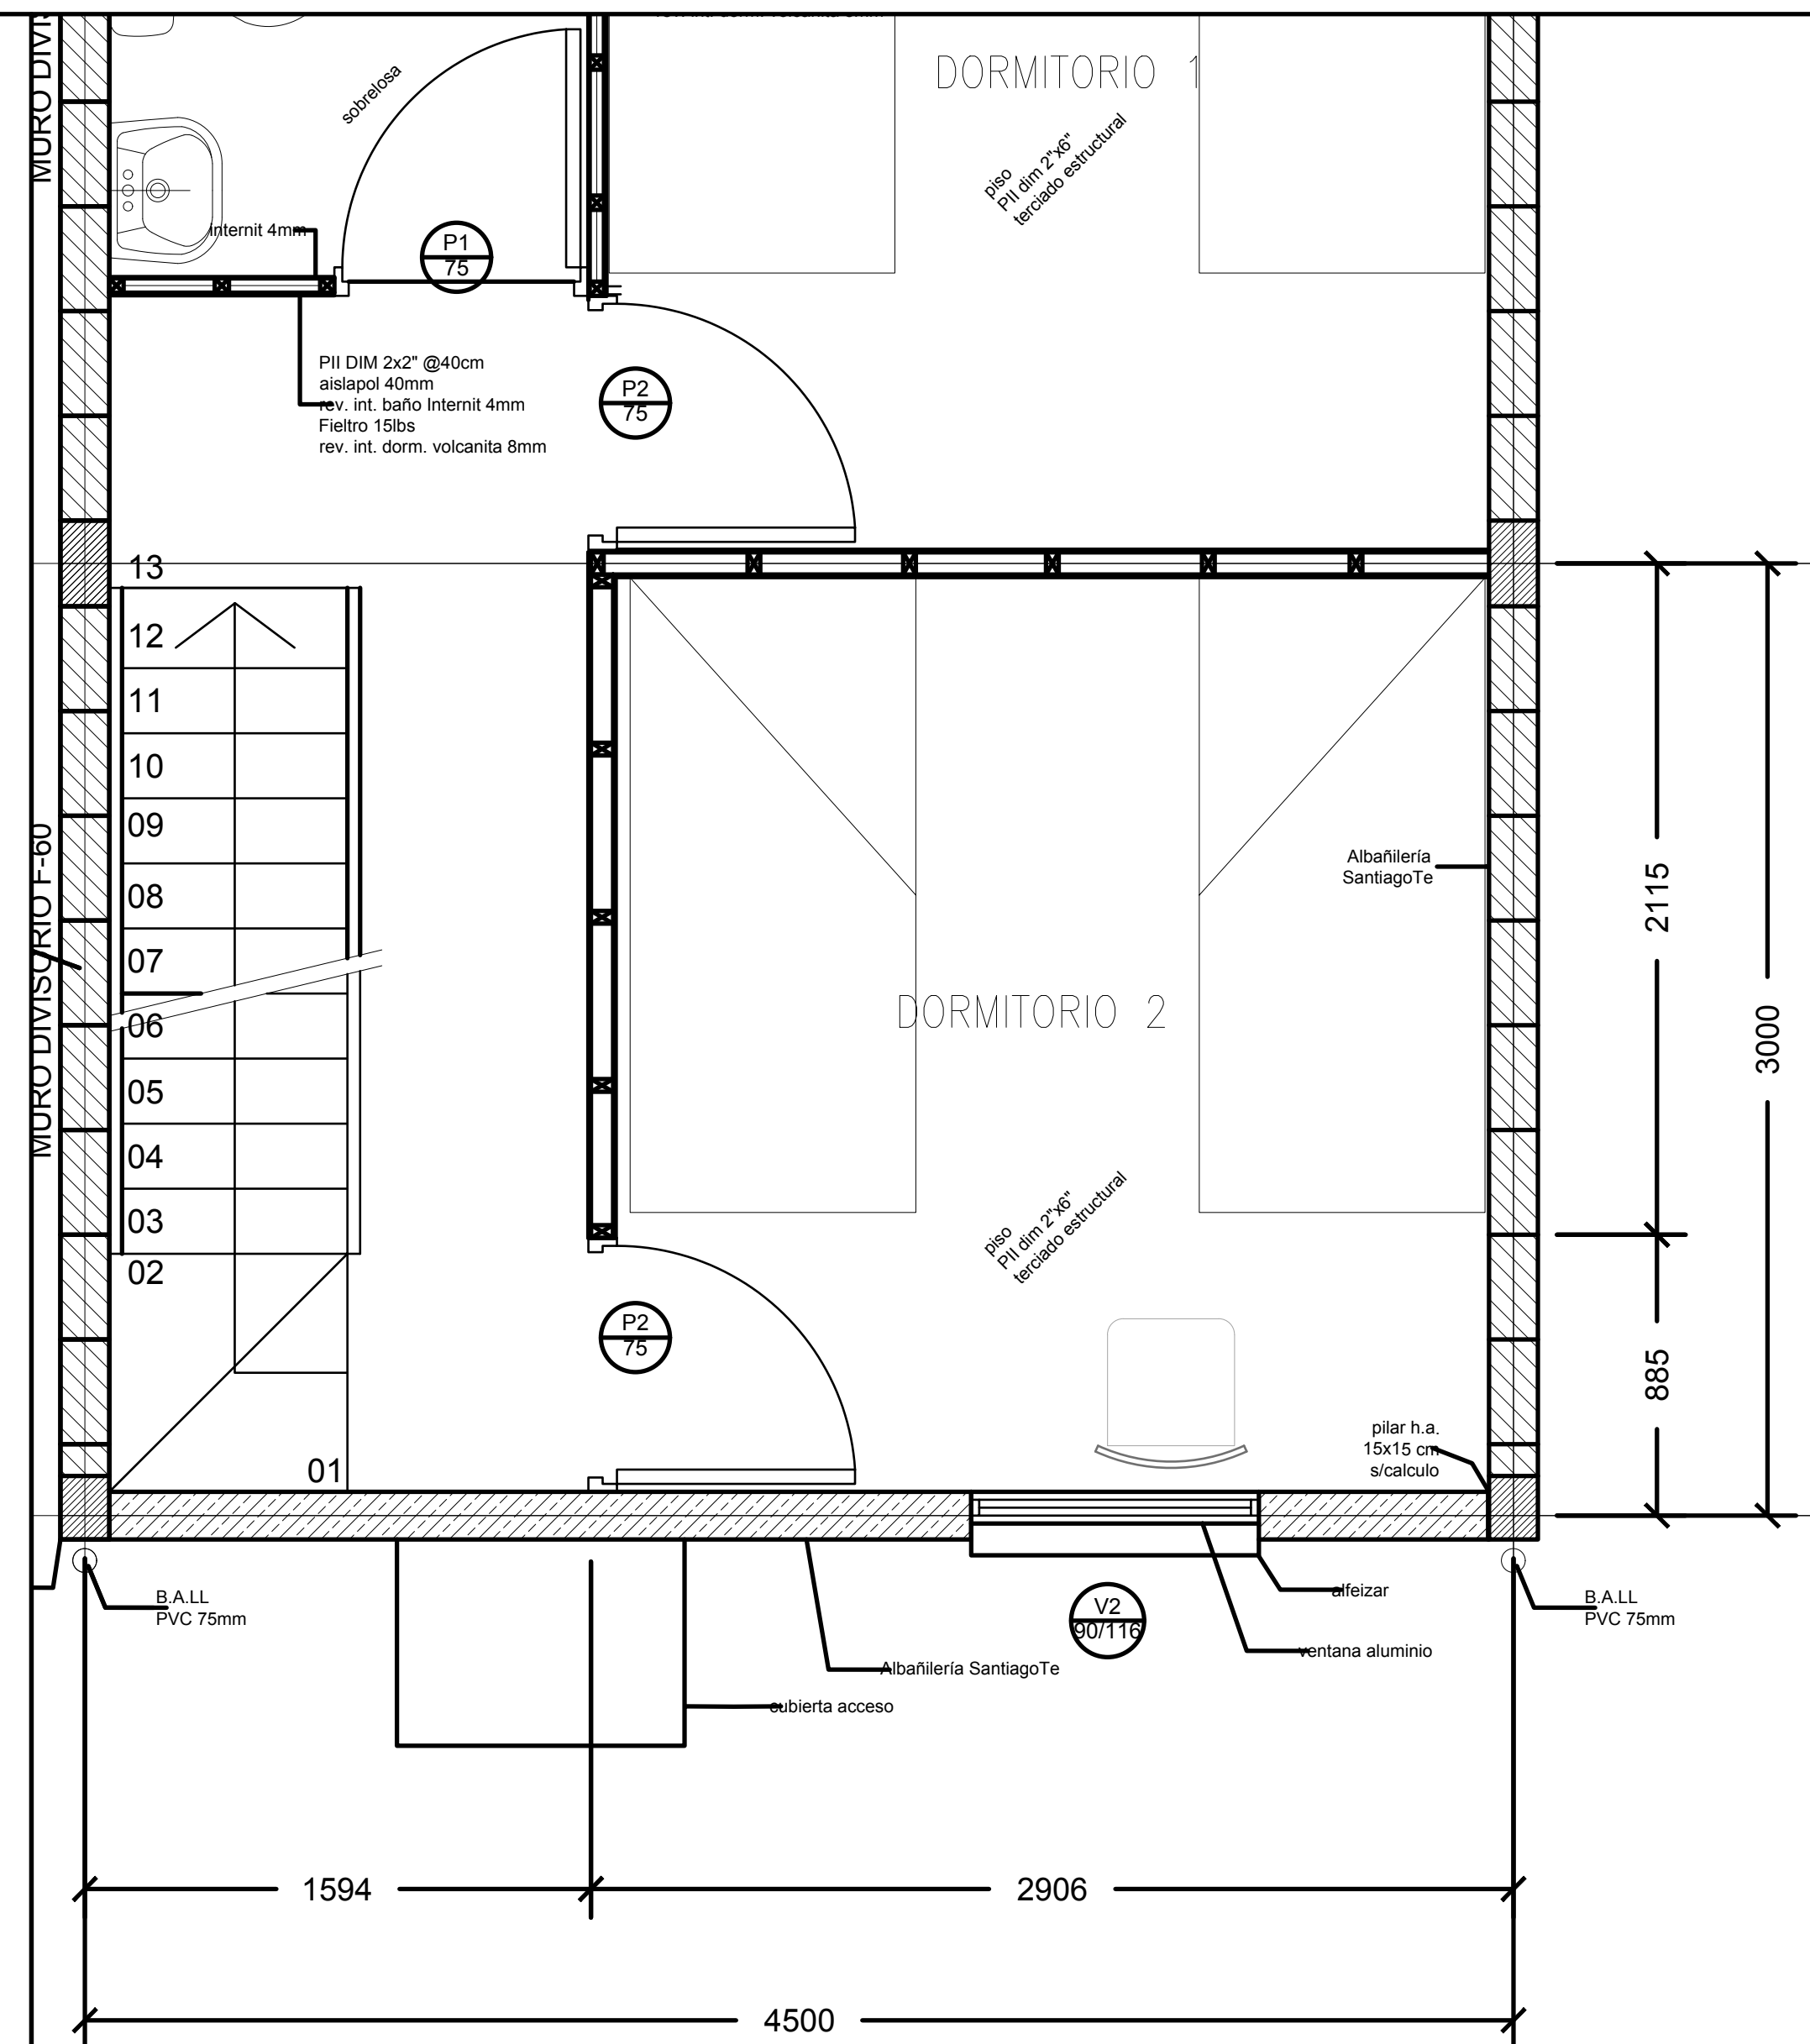 MURO DIVIS
DORMITORIO 1
sobrelosa
piso
PII dim 2"x6"
terciado estructural
internit 4mm
P1
75
PII DIM 2x2" @40cm
aislapol 40mm
rev. int. baño Internit 4mm
Fieltro 15lbs
rev. int. dorm. volcanita 8mm
P2
75
13
12
11
10
09
08
07
06
05
04
03
02
01
MURO DIVISORIO F-60
Albañilería
SantiagoTe
2115
3000
885
DORMITORIO 2
piso
PII dim 2"x6"
terciado estructural
P2
75
pilar h.a.
15x15 cm
s/calculo
B.A.LL
PVC 75mm
V2
90/116
alfeizar
B.A.LL
PVC 75mm
ventana aluminio
Albañilería SantiagoTe
cubierta acceso
1594
2906
4500